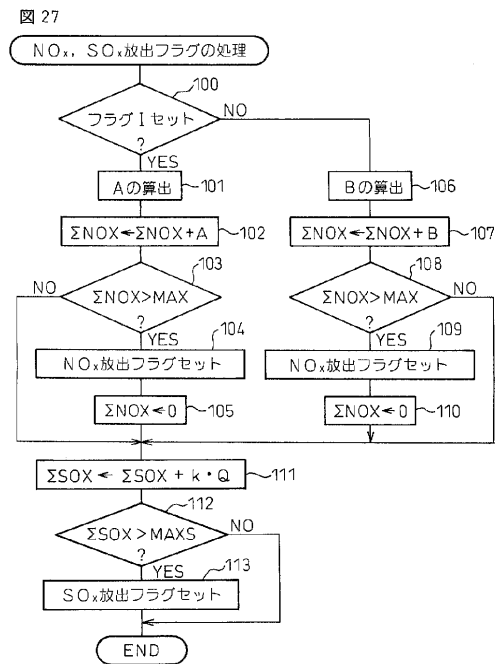 図27
NOx, SOx放出フラグの処理
100
フラグIセット
?
NO
YES
Aの算出
101
Bの算出
106
ΣNOX←ΣNOX+A
102
ΣNOX←ΣNOX+B
107
103
NO
ΣNOX>MAX
?
YES
108
ΣNOX>MAX
?
NO
YES
104
NOx放出フラグセット
109
NOx放出フラグセット
ΣNOX←0
105
ΣNOX←0
110
ΣSOX← ΣSOX + k・Q
111
112
ΣSOX>MAXS
?
NO
YES
113
SOx放出フラグセット
END